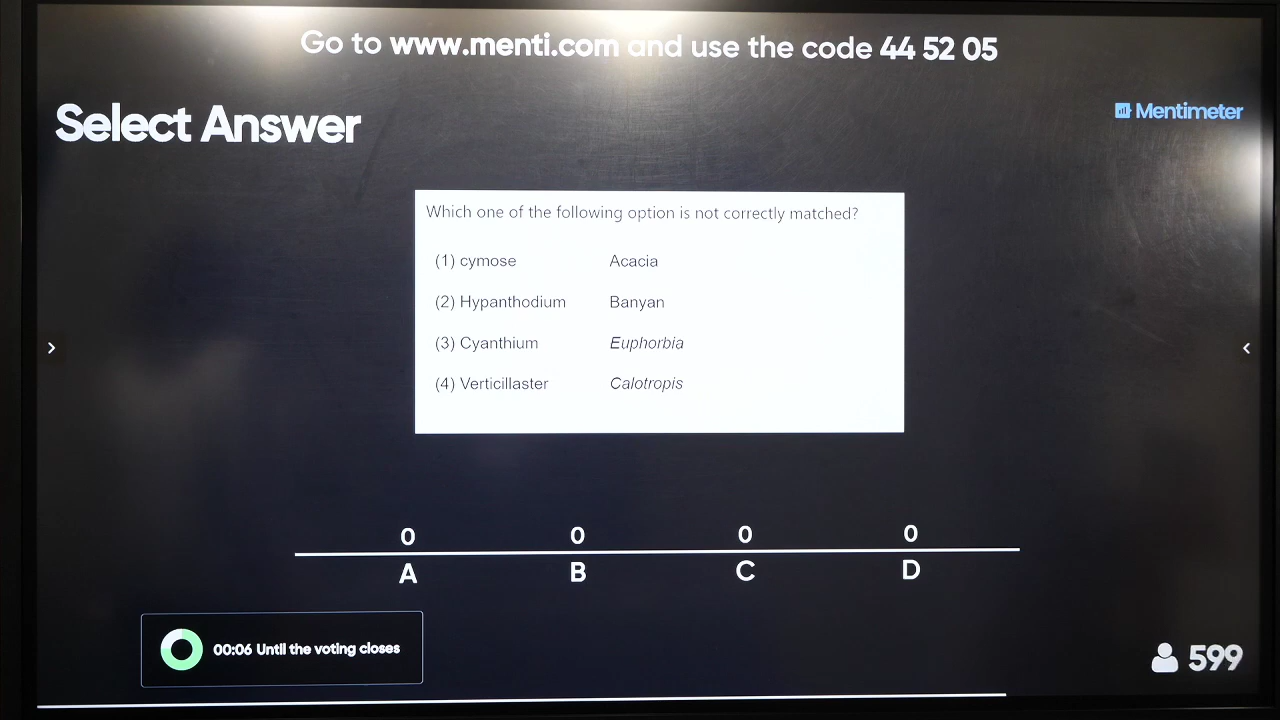 Go to www.menti.com and use the code 44 52 05
Select Answer
Mentimeter
Which one of the following option is not correctly matched?
(1) cymose Acacia
(2) Hypanthodium Banyan
(3) Cyanthium Euphorbia
(4) Verticillaster Calotropis
0 0 0 0
A B C D
00:06 Until the voting closes
599